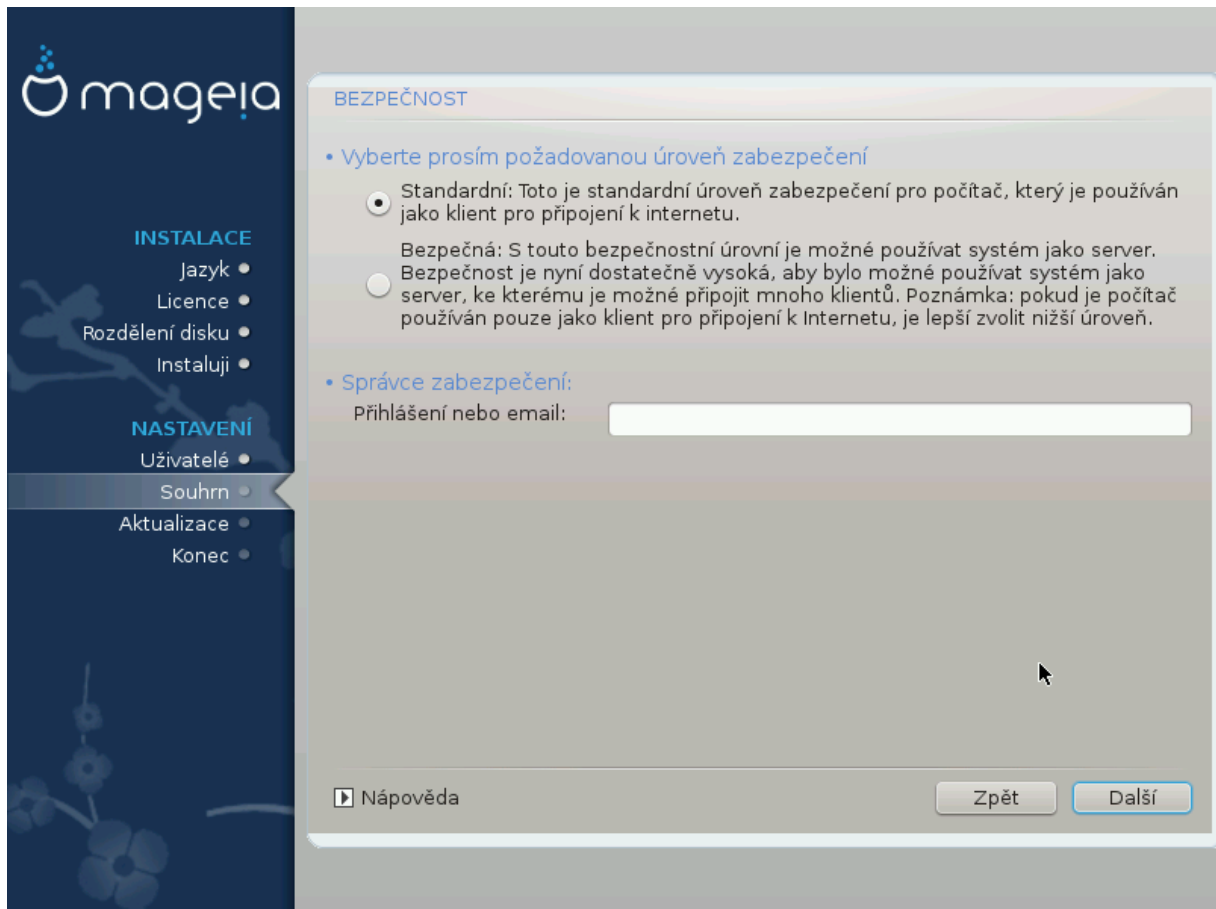 mageia
INSTALACE
Jazyk
Licence
Rozdělení disku
Instaluji
NASTAVENÍ
Uživatelé
Souhrn
Aktualizace
Konec
BEZPEČNOST
• Vyberte prosím požadovanou úroveň zabezpečení
Standardní: Toto je standardní úroveň zabezpečení pro počítač, který je používán
jako klient pro připojení k internetu.
Bezpečná: S touto bezpečnostní úrovní je možné používat systém jako server.
Bezpečnost je nyní dostatečně vysoká, aby bylo možné používat systém jako
server, ke kterému je možné připojit mnoho klientů. Poznámka: pokud je počítač
používán pouze jako klient pro připojení k Internetu, je lepší zvolit nižší úroveň.
• Správce zabezpečení:
Přihlášení nebo email:
Nápověda
Zpět
Další